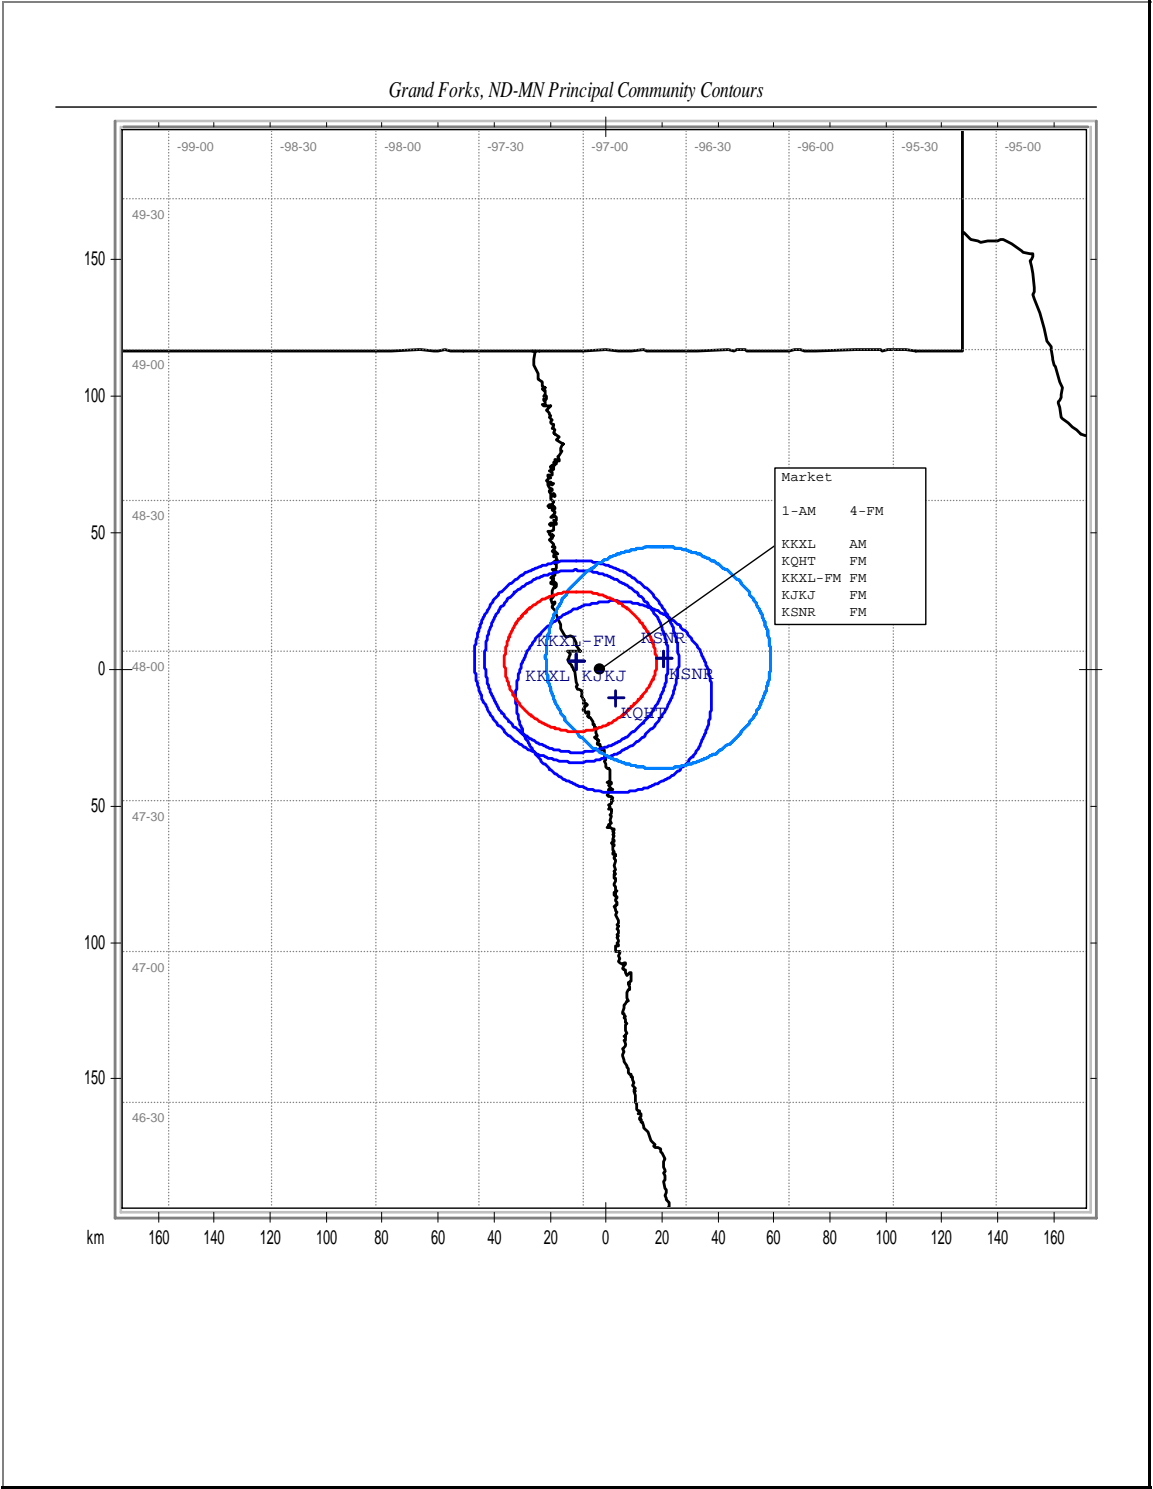 Grand Forks, ND-MN Principal Community Contours
-99-00 -98-30 -98-00 -97-30 -97-00 -96-30 -96-00 -95-30 -95-00
49-30
150
49-00
100
Market
48-30
1-AM 4-FM
50
KKXL AM
KQHT FM
KKXL-FM FM
KJKJ FM
KSNR FM
KKXL-FM KSNR
48-00
0
KKXL KJKJ KSNR
KQHT
50
47-30
100
47-00
150
46-30
km 160 140 120 100 80 60 40 20 0 20 40 60 80 100 120 140 160